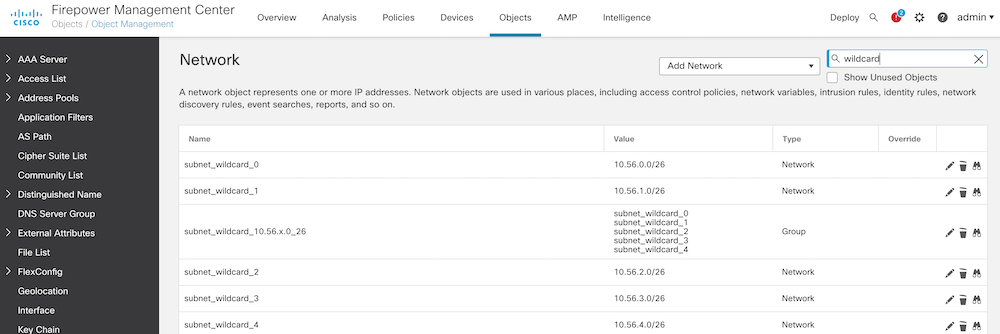 Firepower Management Center
CISCO
Objects / Object Management
Overview
Analysis
Policies
Devices
Objects
AMP
Intelligence
Deploy
2
?
admin
AAA Server
Access List
Address Pools
Application Filters
AS Path
Cipher Suite List
Community List
Distinguished Name
DNS Server Group
External Attributes
File List
FlexConfig
Geolocation
Interface
Key Chain
Network
Add Network
wildcard
Show Unused Objects
A network object represents one or more IP addresses. Network objects are used in various places, including access control policies, network variables, intrusion rules, identity rules, network
discovery rules, event searches, reports, and so on.
Name Value Type Override
subnet_wildcard_0 10.56.0.0/26 Network
subnet_wildcard_1 10.56.1.0/26 Network
subnet_wildcard_10.56.x.0_26
subnet_wildcard_0
subnet_wildcard_1
subnet_wildcard_2
subnet_wildcard_3
subnet_wildcard_4
Group
subnet_wildcard_2 10.56.2.0/26 Network
subnet_wildcard_3 10.56.3.0/26 Network
subnet_wildcard_4 10.56.4.0/26 Network